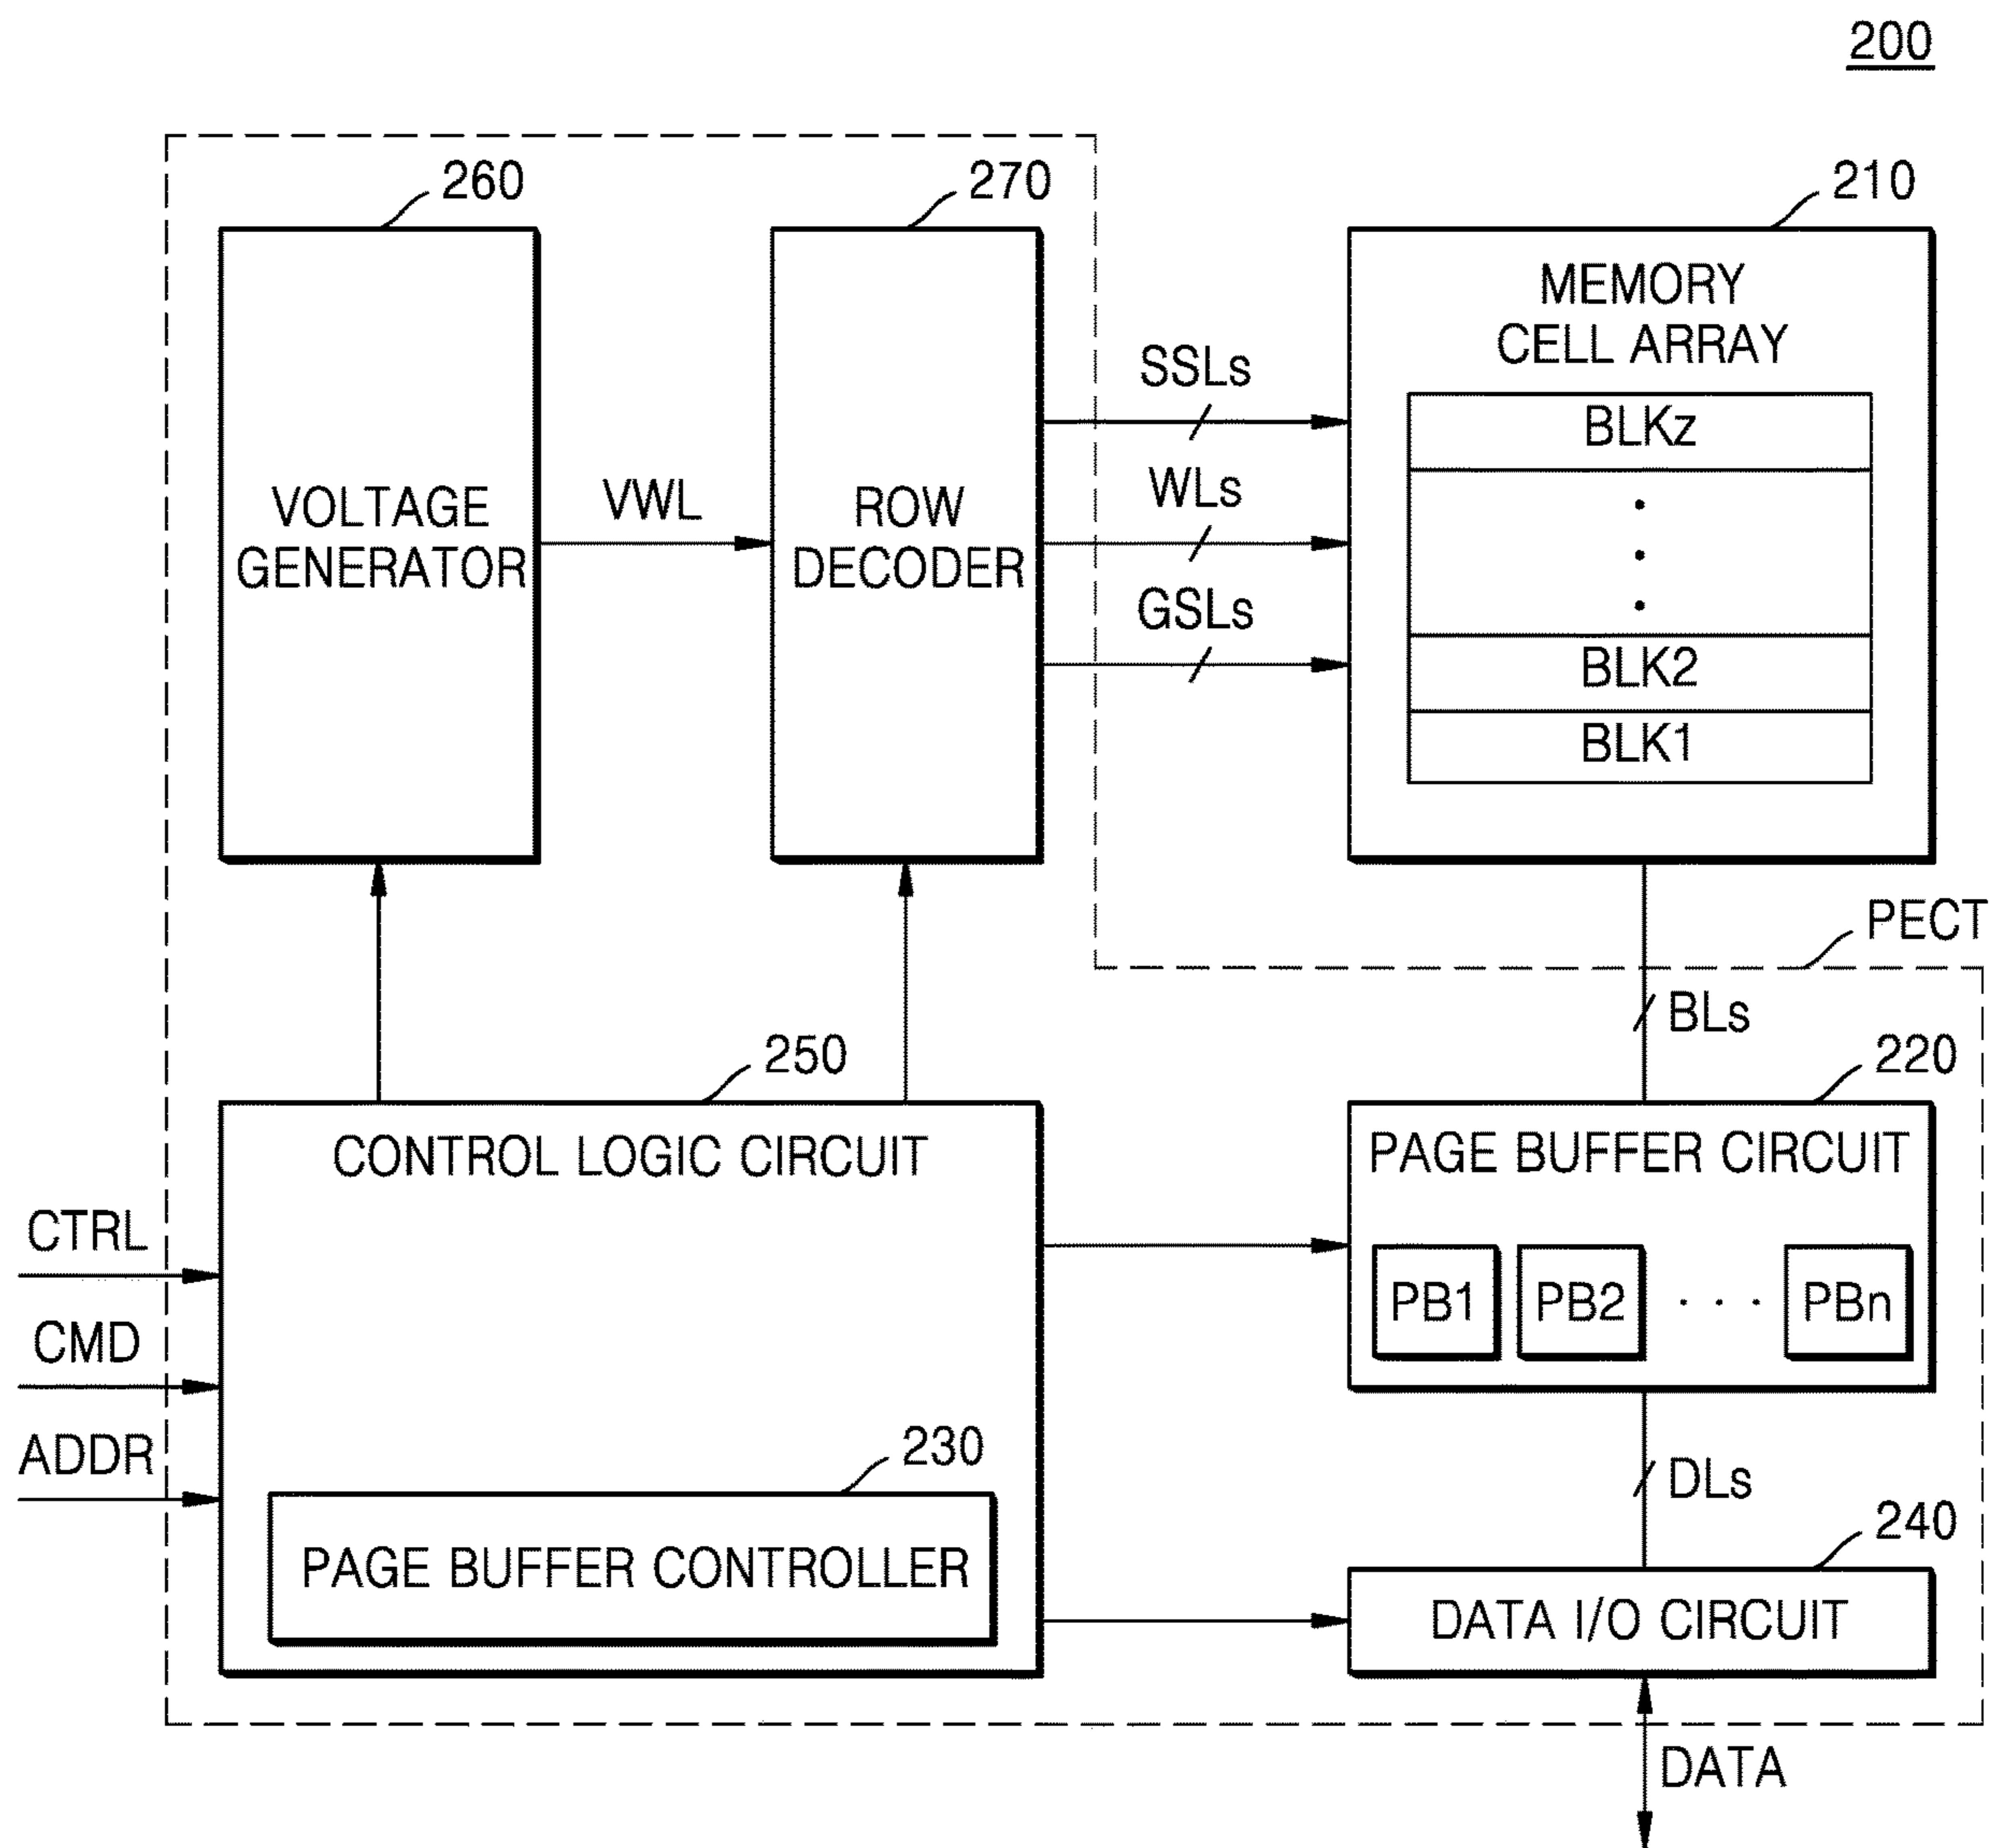 200
260
270
210
VOLTAGE
GENERATOR
VWL
ROW
DECODER
SSLs
WLs
GSLs
MEMORY
CELL ARRAY
BLKz
BLK2
BLK1
PECT
BLs
250
220
CONTROL LOGIC CIRCUIT
PAGE BUFFER CIRCUIT
CTRL
CMD
ADDR
PB1 PB2 · · · PBn
230
DLs
PAGE BUFFER CONTROLLER
240
DATA I/O CIRCUIT
DATA